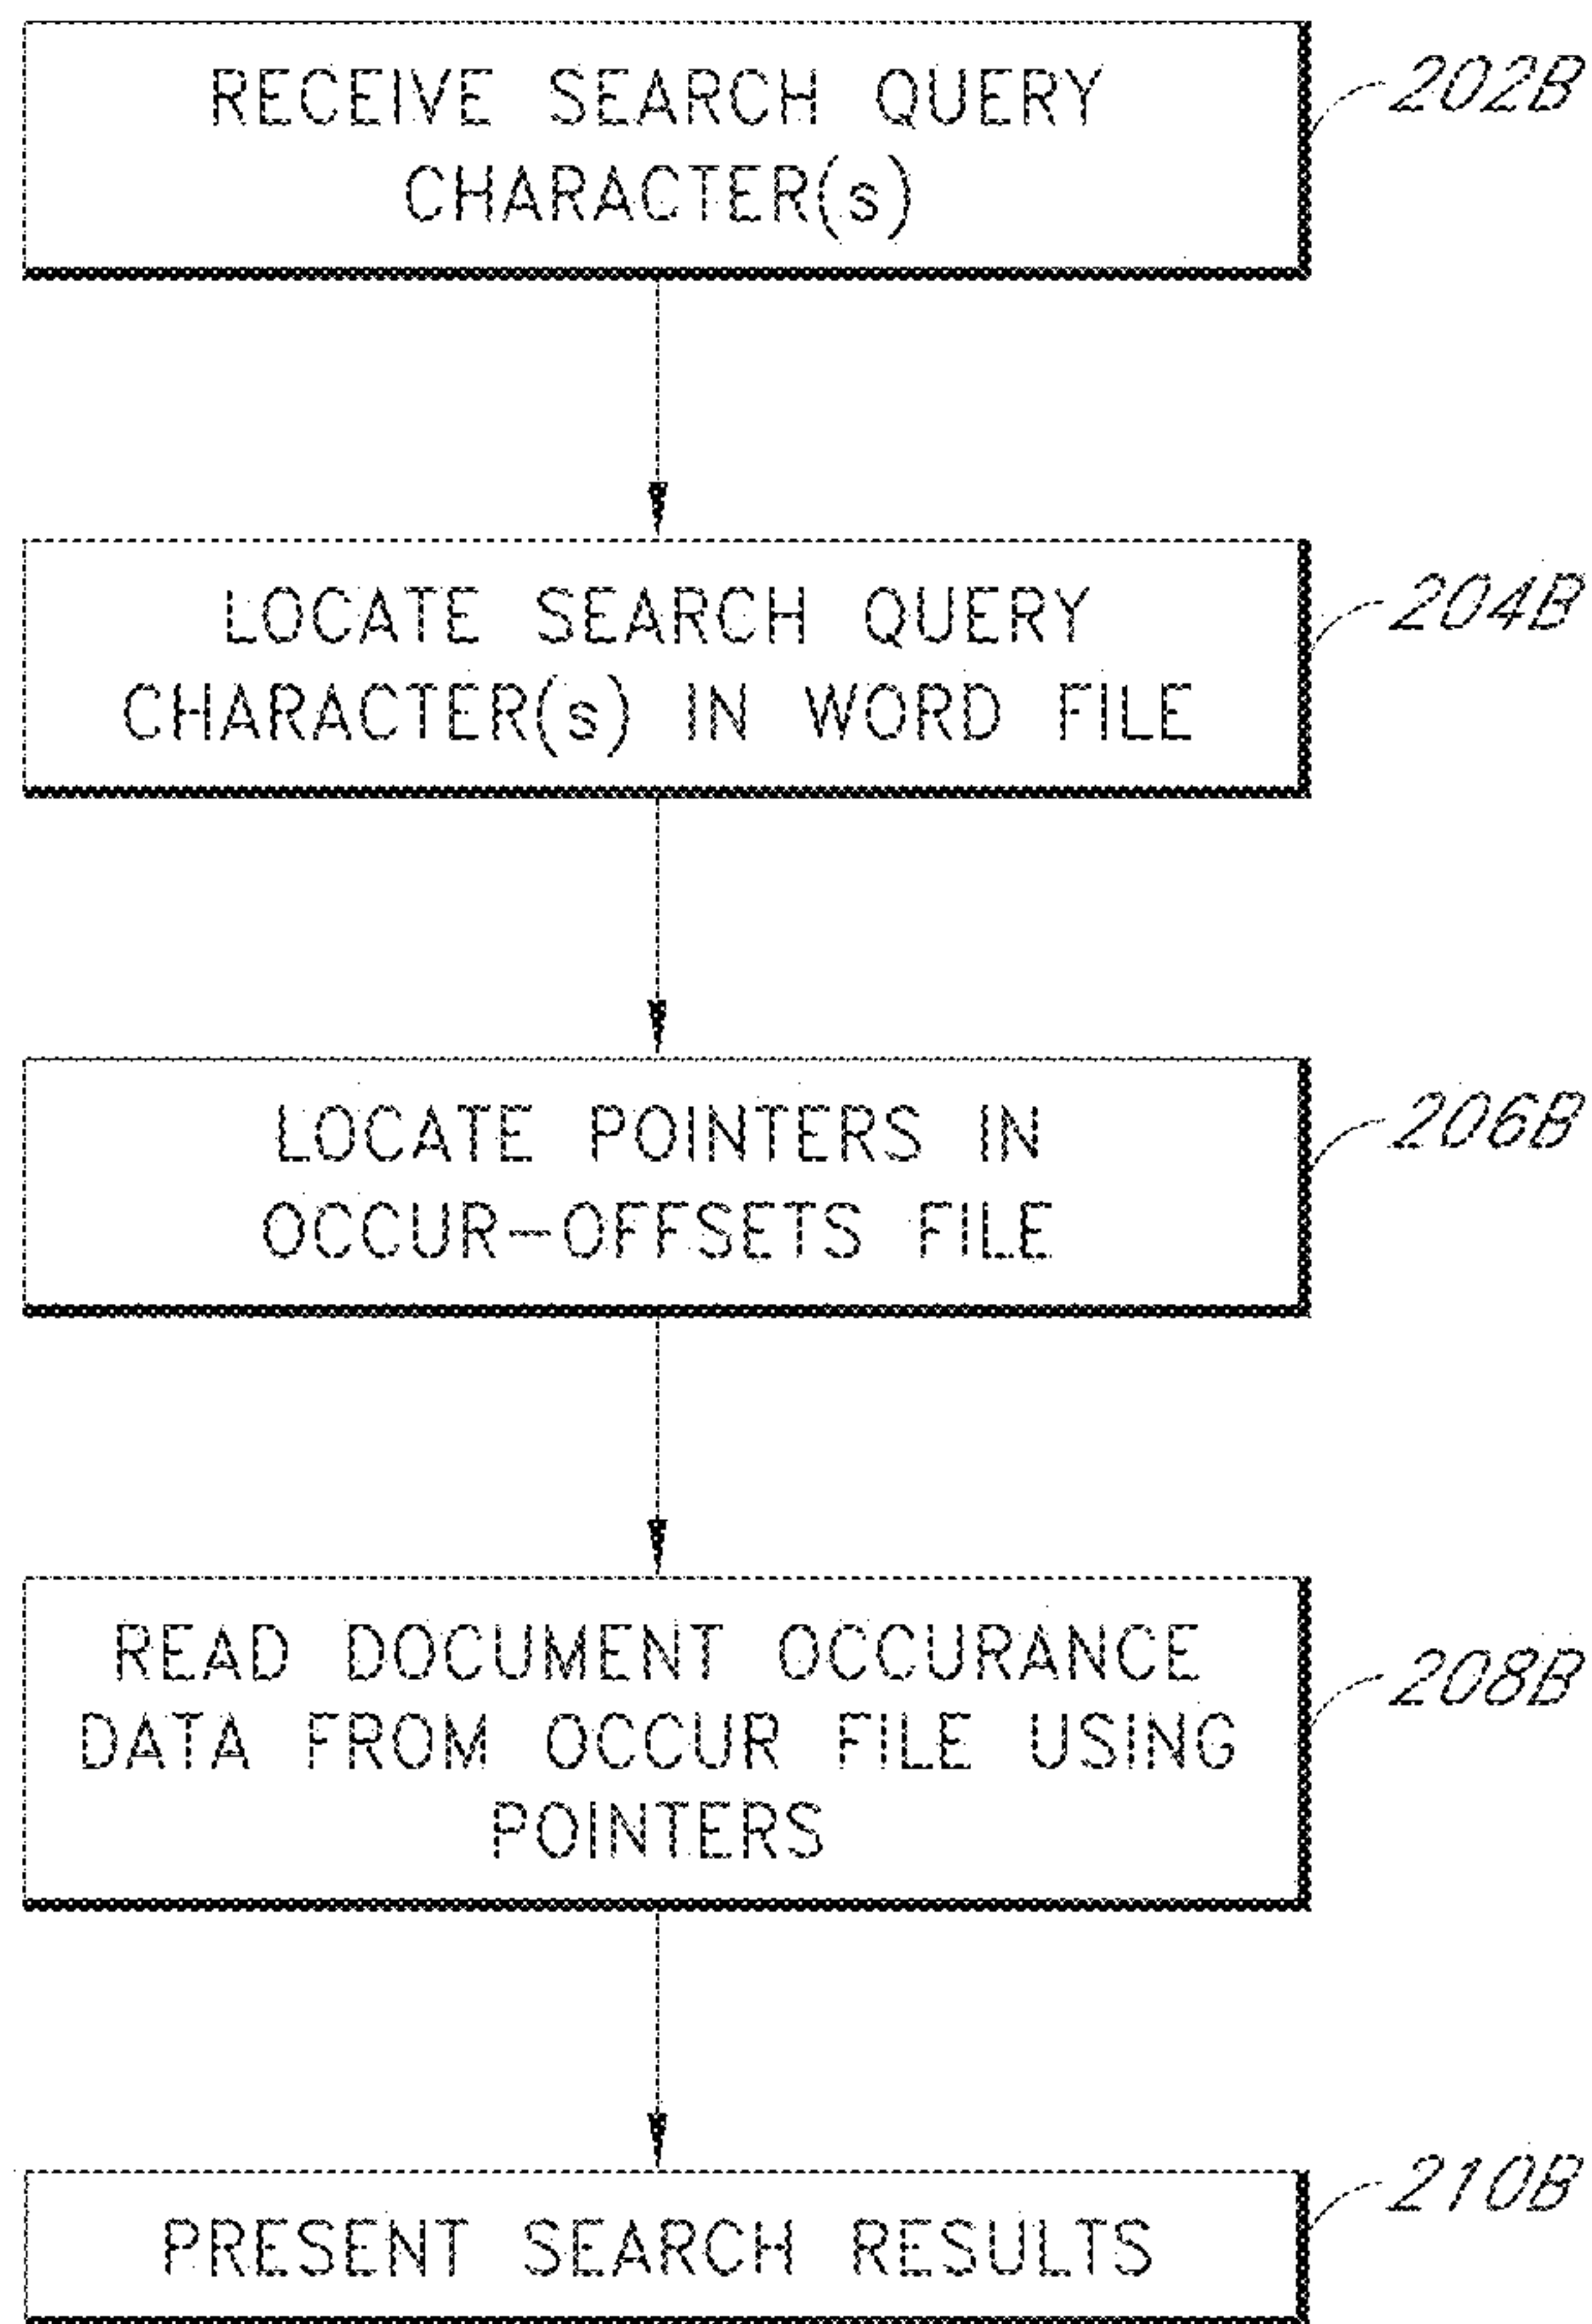 RECEIVE SEARCH QUERY
CHARACTER(s)
202B
LOCATE SEARCH QUERY
CHARACTER(s) IN WORD FILE
204B
LOCATE POINTERS IN
OCCUR-OFFSETS FILE
206B
READ DOCUMENT OCCURANCE
DATA FROM OCCUR FILE USING
POINTERS
208B
PRESENT SEARCH RESULTS
210B